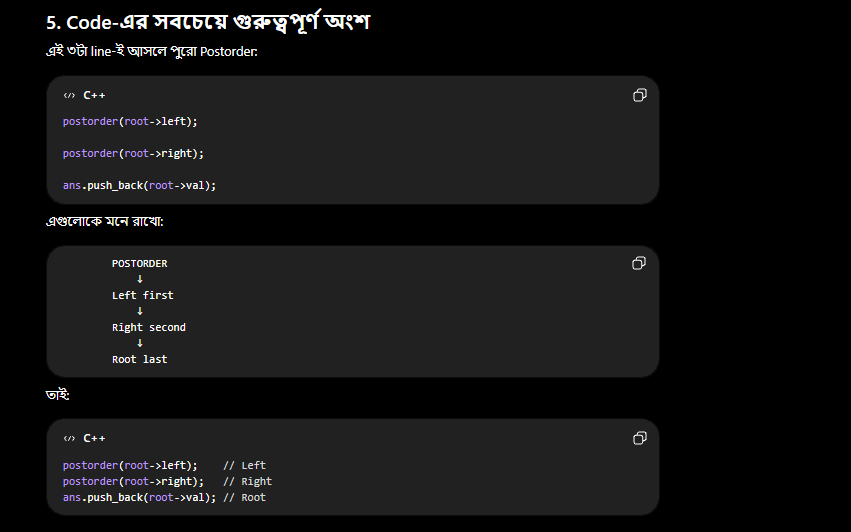 5. Code-এর সবচেয়ে গুরুত্বপূর্ণ অংশ
এই ৩টা line-ই আসলে পুরো Postorder:
</> C++
postorder(root->left);
postorder(root->right);
ans.push_back(root->val);
এগুলোকে মনে রাখো:
POSTORDER
↓
Left first
↓
Right second
↓
Root last
তাই:
</> C++
postorder(root->left);    // Left
postorder(root->right);   // Right
ans.push_back(root->val); // Root